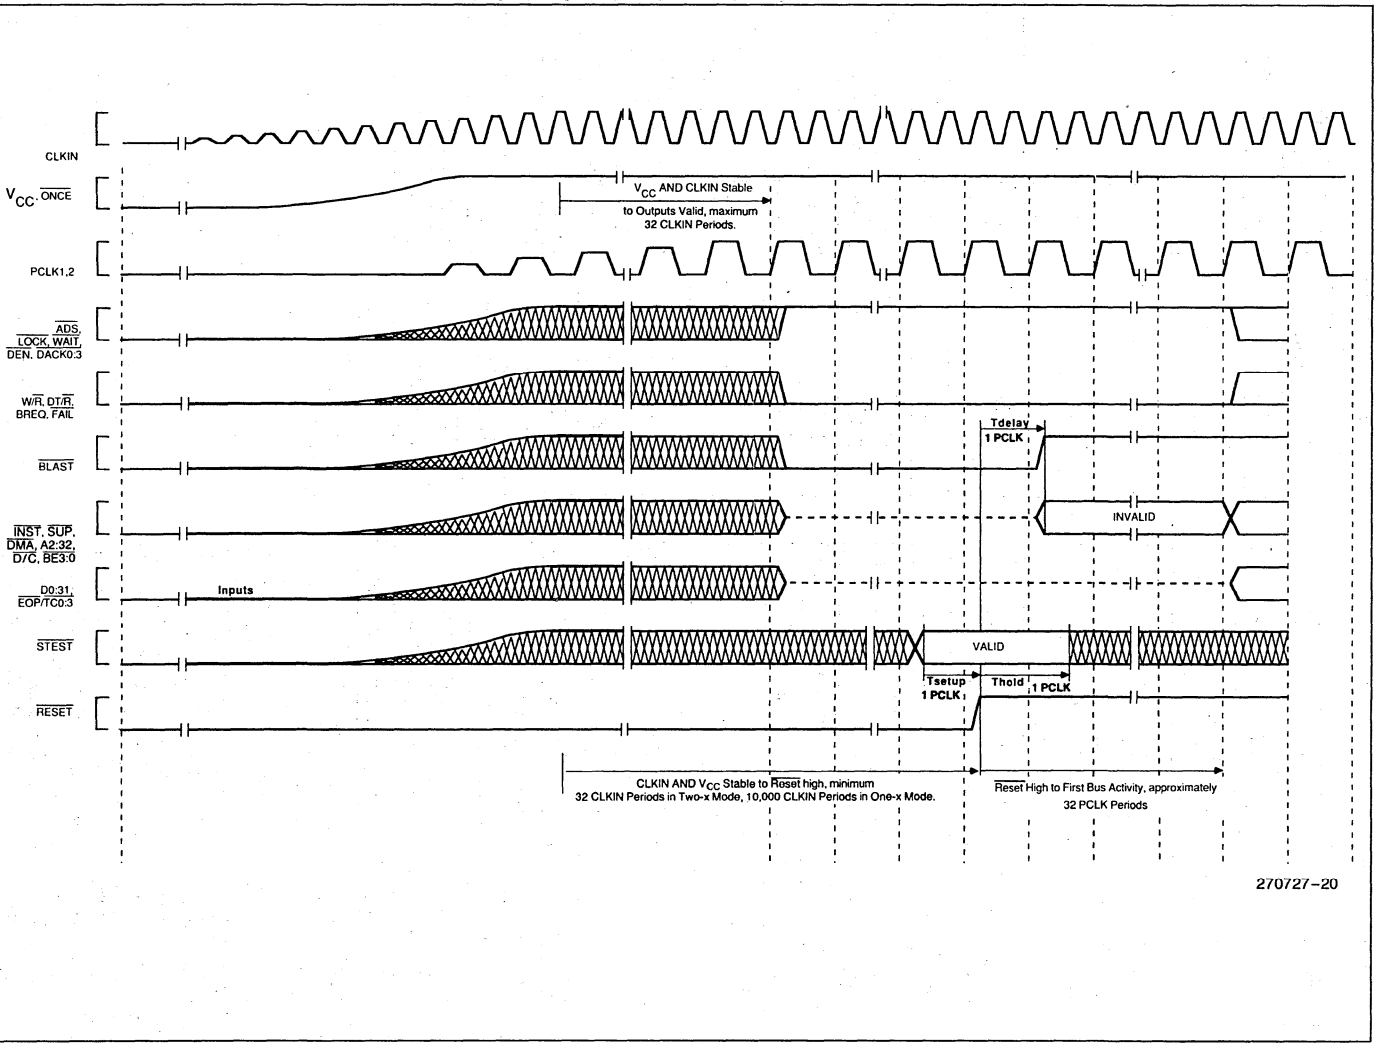 CLKIN
VCC, ONCE
VCC AND CLKIN Stable
to Outputs Valid, maximum
32 CLKIN Periods.
PCLK1,2
ADS,
LOCK, WAIT,
DEN, DACK0:3
W/R, DT/R,
BREQ, FAIL
Tdelay
1 PCLK
BLAST
INST, SUP,
DMA, A2:32,
D/C, BE3:0
INVALID
D0:31,
EOP/TC0:3
Inputs
STEST
VALID
Tsetup
1 PCLK
Thold
1 PCLK
RESET
CLKIN AND VCC Stable to Reset high, minimum
32 CLKIN Periods in Two-x Mode, 10,000 CLKIN Periods in One-x Mode.
Reset High to First Bus Activity, approximately
32 PCLK Periods
270727-20